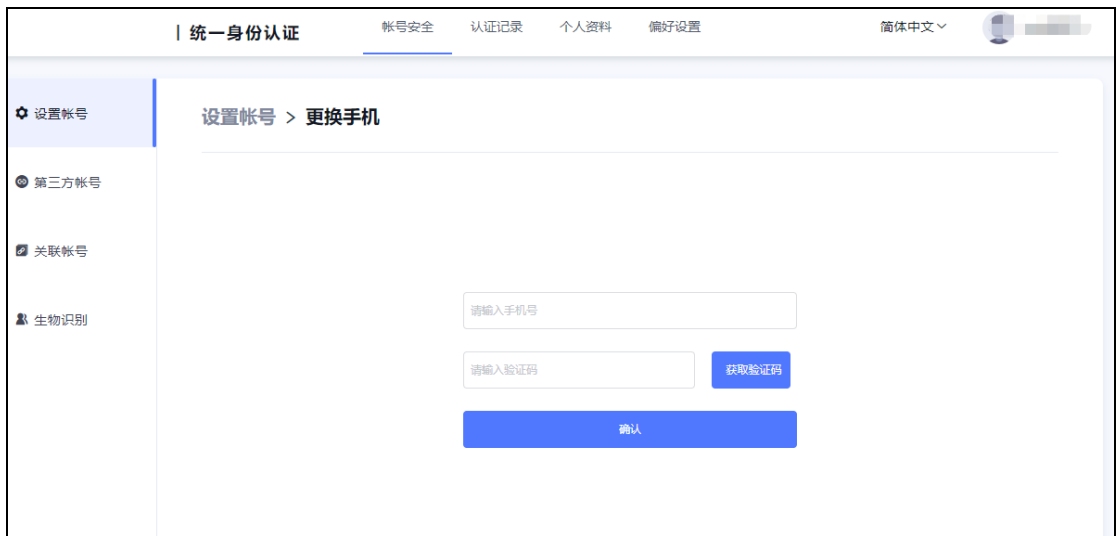 | 统一身份认证 帐号安全 认证记录 个人资料 偏好设置 简体中文
设置帐号
设置帐号 > 更换手机
第三方帐号
关联帐号
生物识别
请输入手机号
请输入验证码 获取验证码
确认